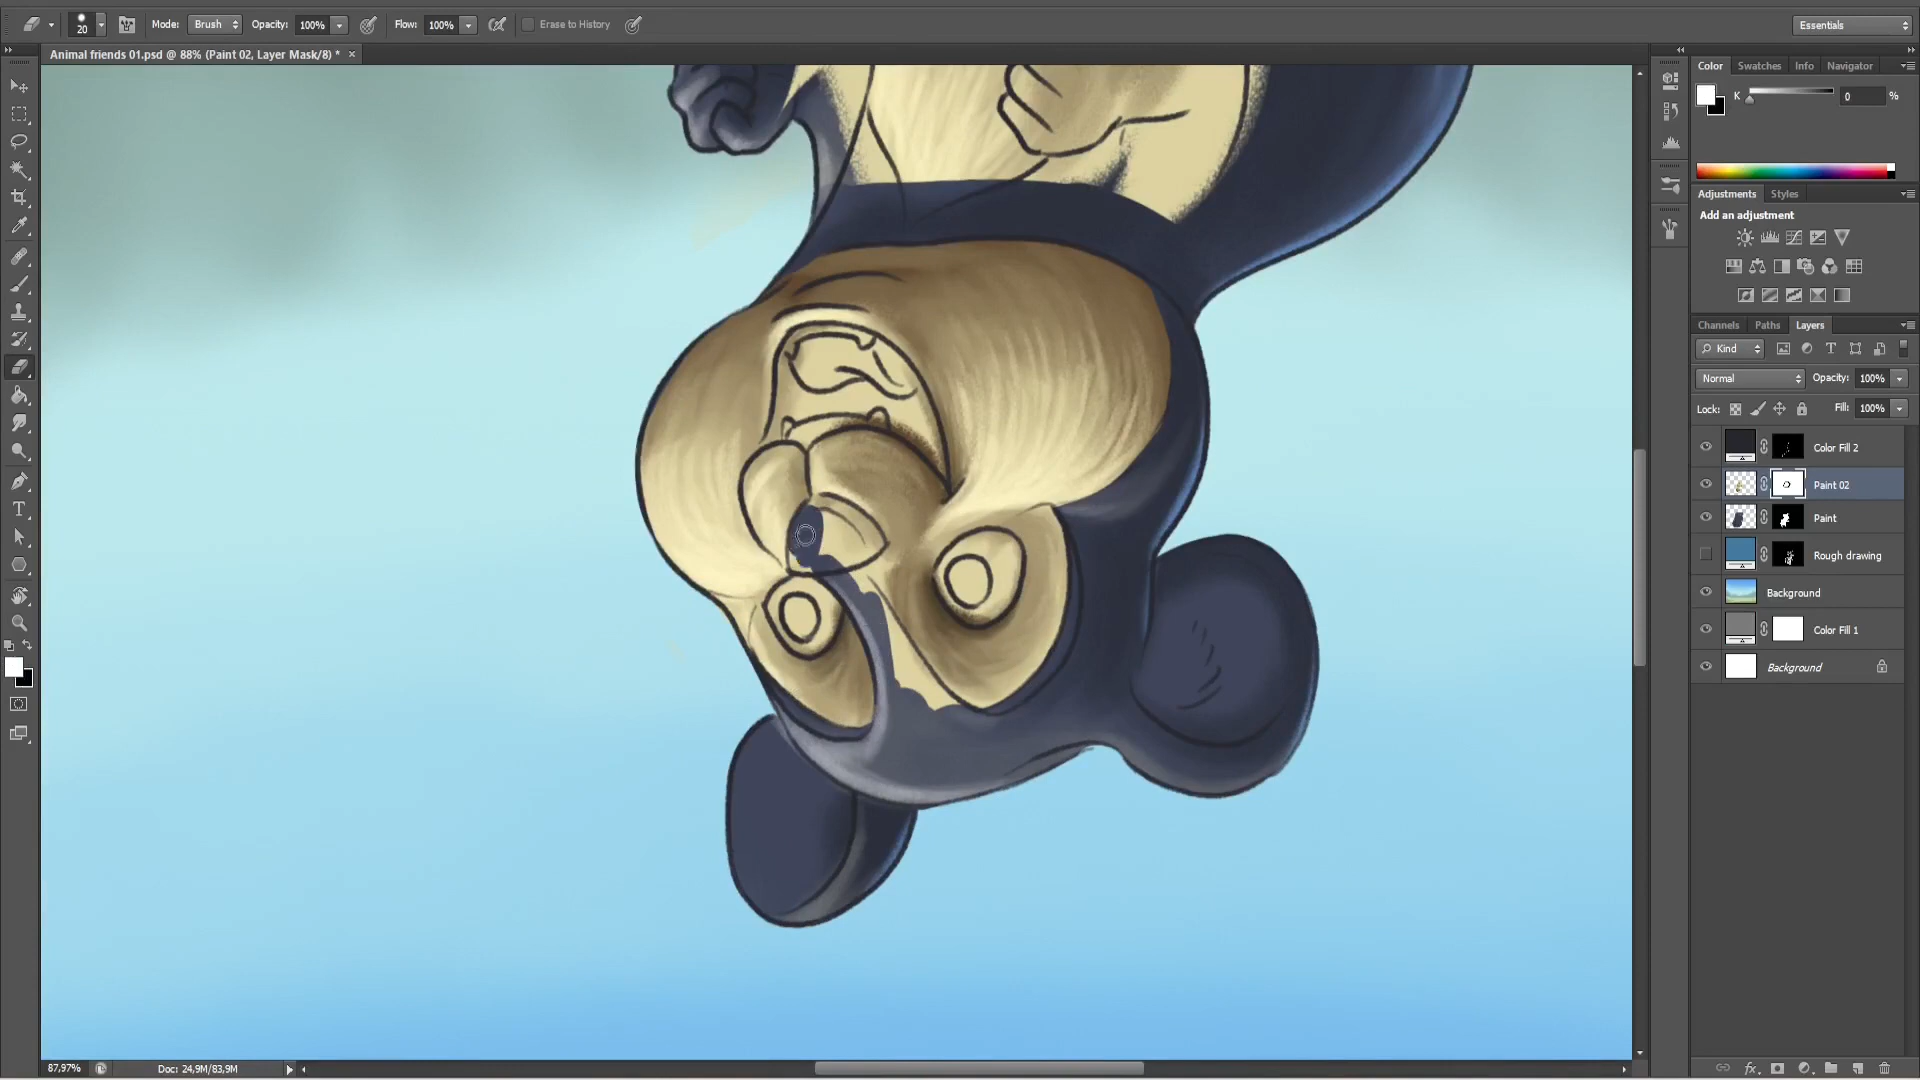 20 Mode: Brush Opacity: 100% Flow: 100% Erase to History Essentials
Animal friends 01.psd @ 88% (Paint 02, Layer Mask/8) * ×
Color Swatches Info Navigator
K 0 %
Adjustments Styles
Add an adjustment
Channels Paths Layers
Kind
Normal Opacity: 100%
Lock: Fill: 100%
Color Fill 2
Paint 02
Paint
Rough drawing
Background
Color Fill 1
Background
87,97% Doc: 24,9M/83,9M